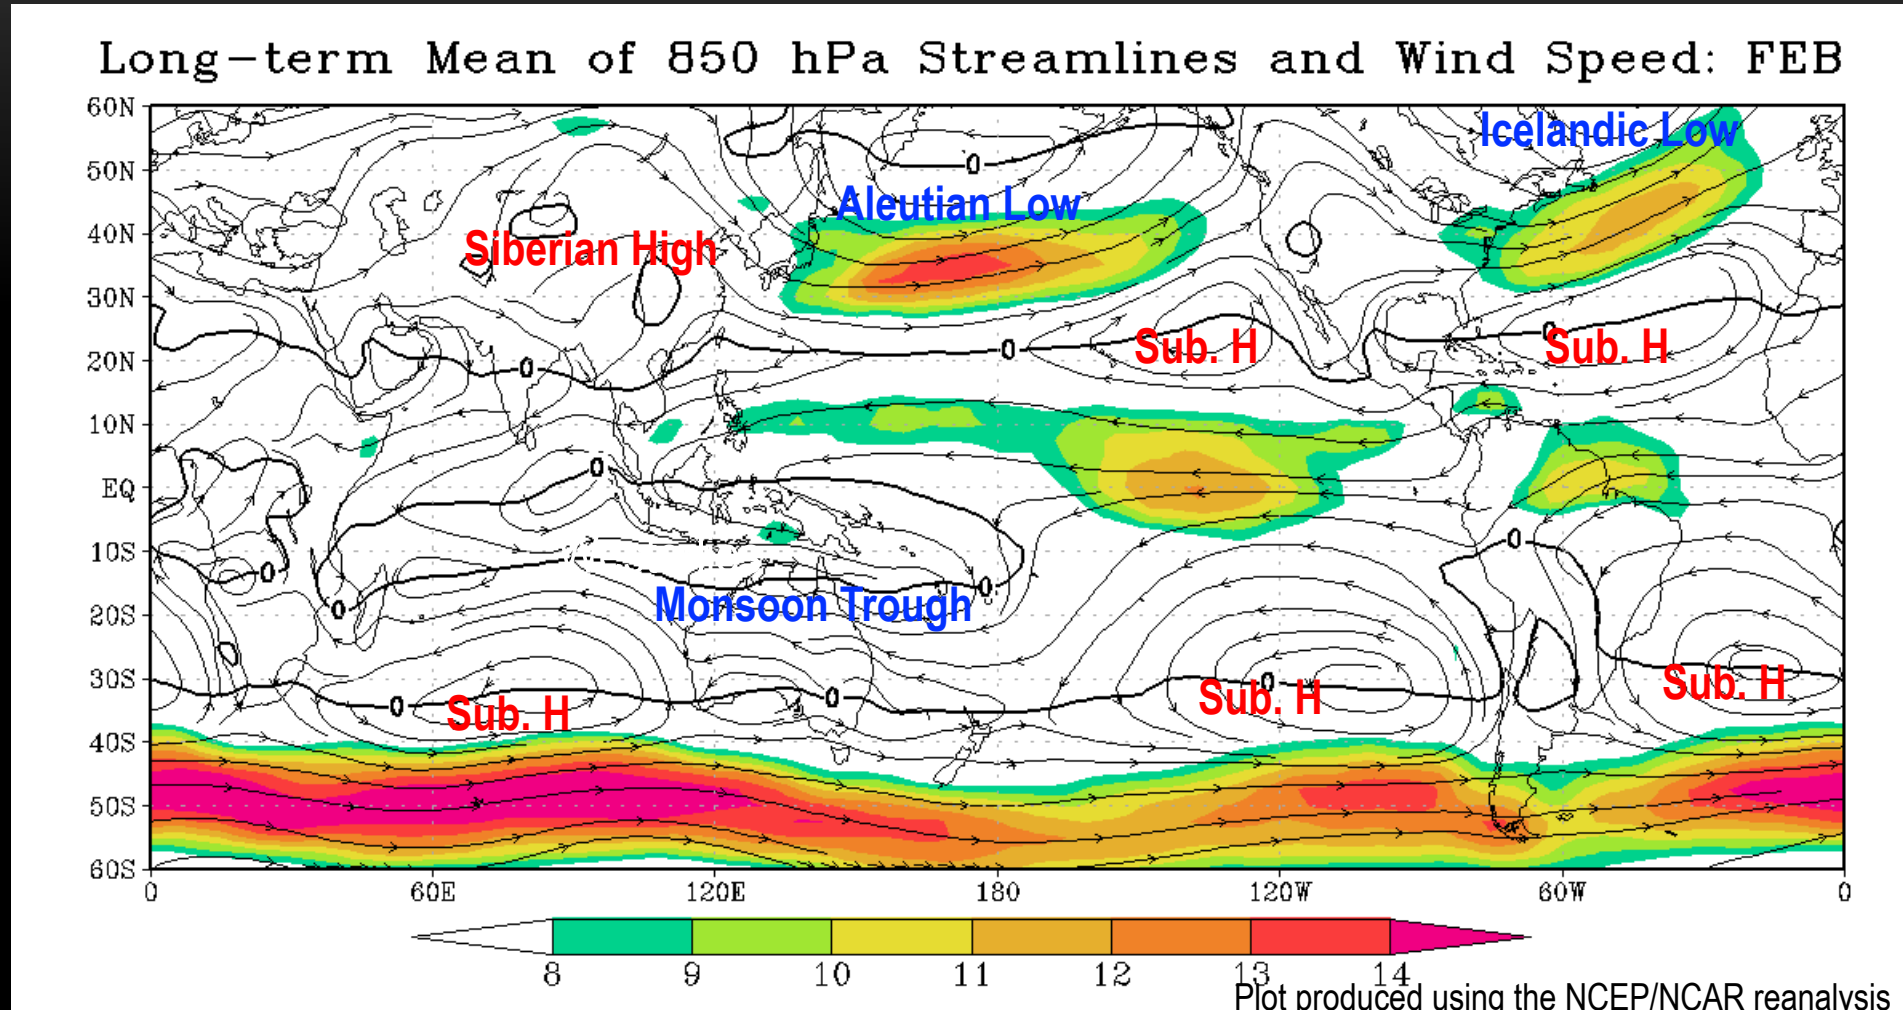 Long-term Mean of 850 hPa Streamlines and Wind Speed: FEB
60N
Icelandic Low
0
50N
Aleutian Low
40N
Siberian High
30N
0
Sub. H
Sub. H
0
20N
0
10N
0
EQ
0
10S
0
0
0
Monsoon Trough
20S
30S
0
0
0
Sub. H
Sub. H
Sub. H
40S
50S
60S
0 60E 120E 180 120W 60W 0
8 9 10 11 12 13 14
Plot produced using the NCEP/NCAR reanalysis